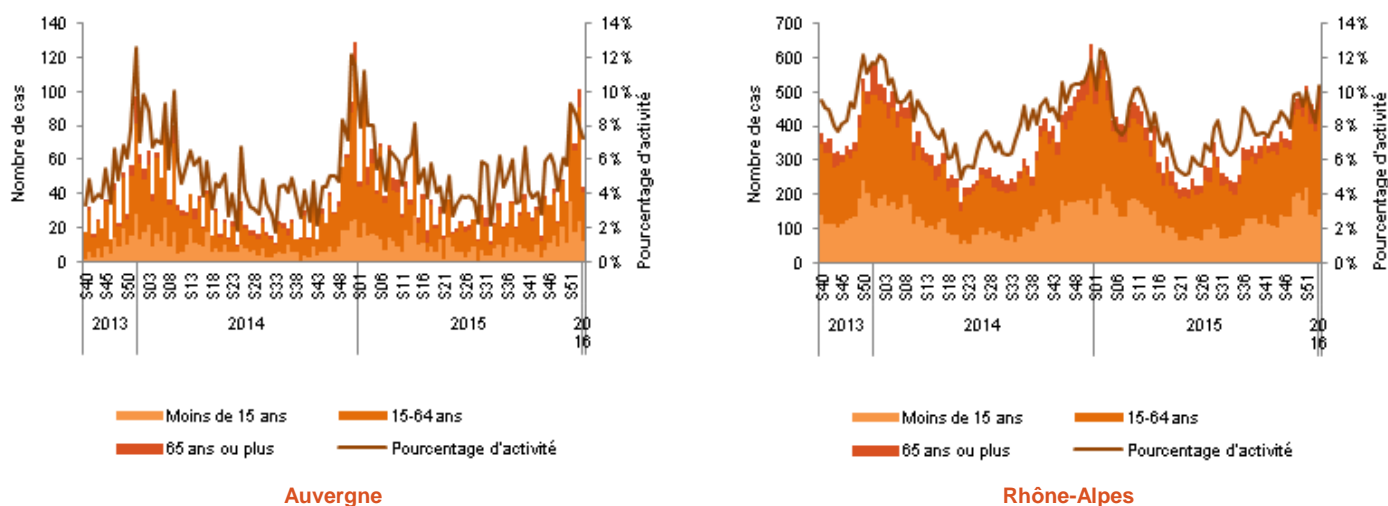 140
120
100
80
60
40
20
0
Nombre de cas
14%
12%
10%
8%
6%
4%
2%
0%
Pourcentage d'activité
S40
S45
S50
S03
S08
S13
S18
S23
S28
S33
S38
S43
S48
S01
S06
S11
S16
S21
S26
S31
S36
S41
S46
S51
2013
2014
2015
20
16
Moins de 15 ans
15-64 ans
65 ans ou plus
Pourcentage d'activité
Auvergne
700
600
500
400
300
200
100
0
Nombre de cas
14%
12%
10%
8%
6%
4%
2%
0%
Pourcentage d'activité
S40
S45
S50
S03
S08
S13
S18
S23
S28
S33
S38
S43
S48
S01
S06
S11
S16
S21
S26
S31
S36
S41
S46
S51
2013
2014
2015
20
16
Moins de 15 ans
15-64 ans
65 ans ou plus
Pourcentage d'activité
Rhône-Alpes